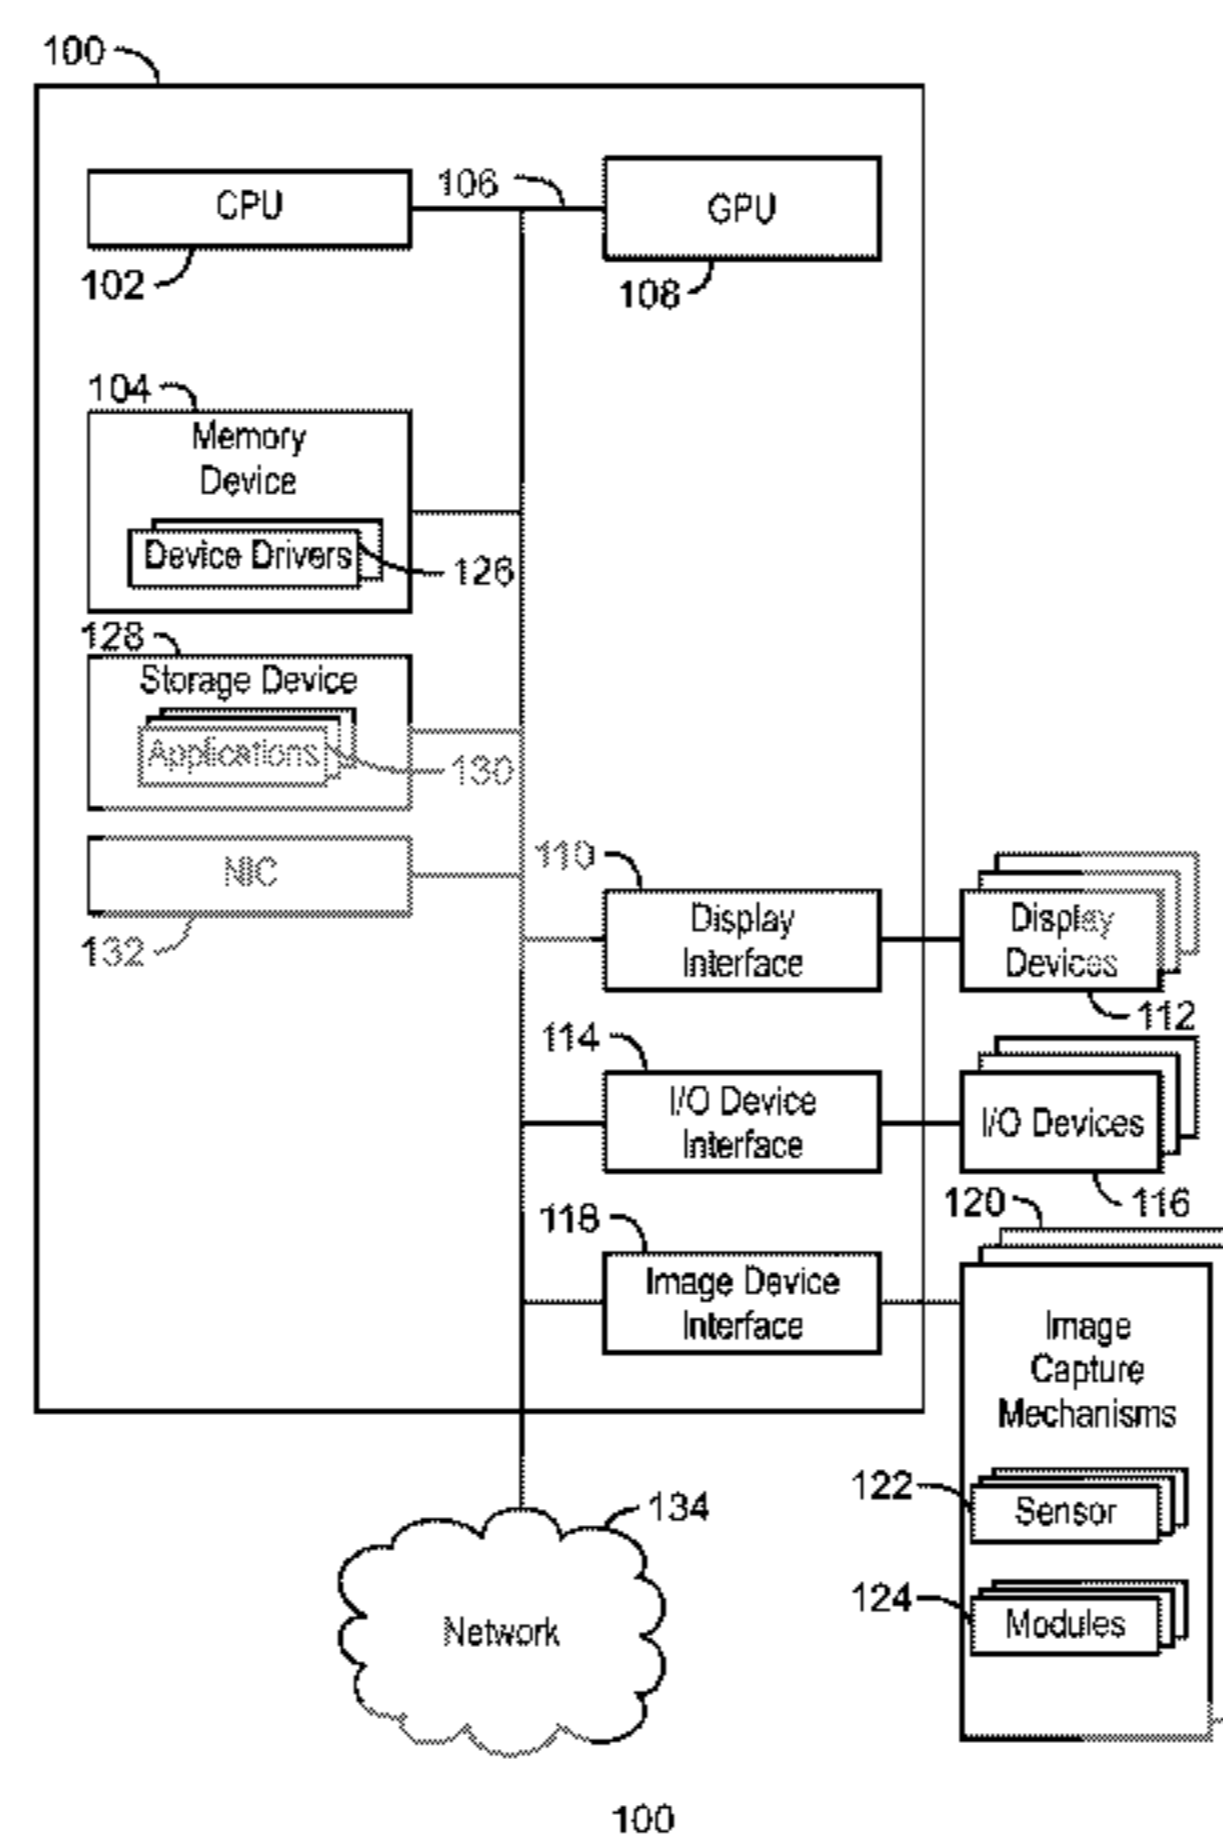 100
CPU
106
GPU
102
108
104
Memory
Device
Device Drivers
126
128
Storage Device
Applications
130
NIC
132
110
Display
Interface
Display
Devices
112
114
I/O Device
Interface
I/O Devices
116
118
Image Device
Interface
120
Image
Capture
Mechanisms
122
Sensor
124
Modules
134
Network
100